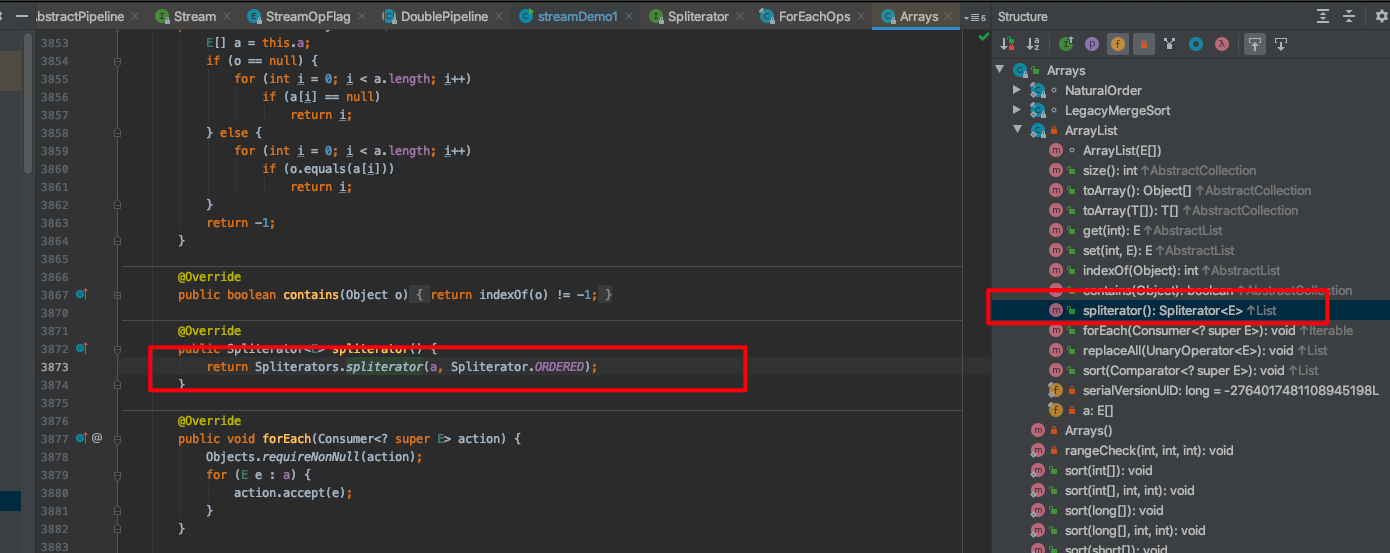 AbstractPipeline Stream StreamOpFlag DoublePipeline streamDemo1 Spliterator ForEachOps Arrays 6
3853 E[] a = this.a;
3854 if (o == null) {
3855 for (int i = 0; i < a.length; i++)
3856 if (a[i] == null)
3857 return i;
3858 } else {
3859 for (int i = 0; i < a.length; i++)
3860 if (o.equals(a[i]))
3861 return i;
3862 }
3863 return -1;
3864 }
3865
3866 @Override
3867 public boolean contains(Object o) { return indexOf(o) != -1; }
3870
3871 @Override
3872 public Spliterator<E> spliterator() {
3873 return Spliterators.spliterator(a, Spliterator.ORDERED);
3874 }
3875
3876 @Override
3877 @ public void forEach(Consumer<? super E> action) {
3878 Objects.requireNonNull(action);
3879 for (E e : a) {
3880 action.accept(e);
3881 }
3882 }
3883
Structure
Arrays
NaturalOrder
LegacyMergeSort
ArrayList
ArrayList(E[])
size(): int ↑AbstractCollection
toArray(): Object[] ↑AbstractCollection
toArray(T[]): T[] ↑AbstractCollection
get(int): E ↑AbstractList
set(int, E): E ↑AbstractList
indexOf(Object): int ↑AbstractList
contains(Object): boolean ↑AbstractCollection
spliterator(): Spliterator<E> ↑List
forEach(Consumer<? super E>): void ↑Iterable
replaceAll(UnaryOperator<E>): void ↑List
sort(Comparator<? super E>): void ↑List
serialVersionUID: long = -2764017481108945198L
a: E[]
Arrays()
rangeCheck(int, int, int): void
sort(int[]): void
sort(int[], int, int): void
sort(long[]): void
sort(long[], int, int): void
sort(short[]): void